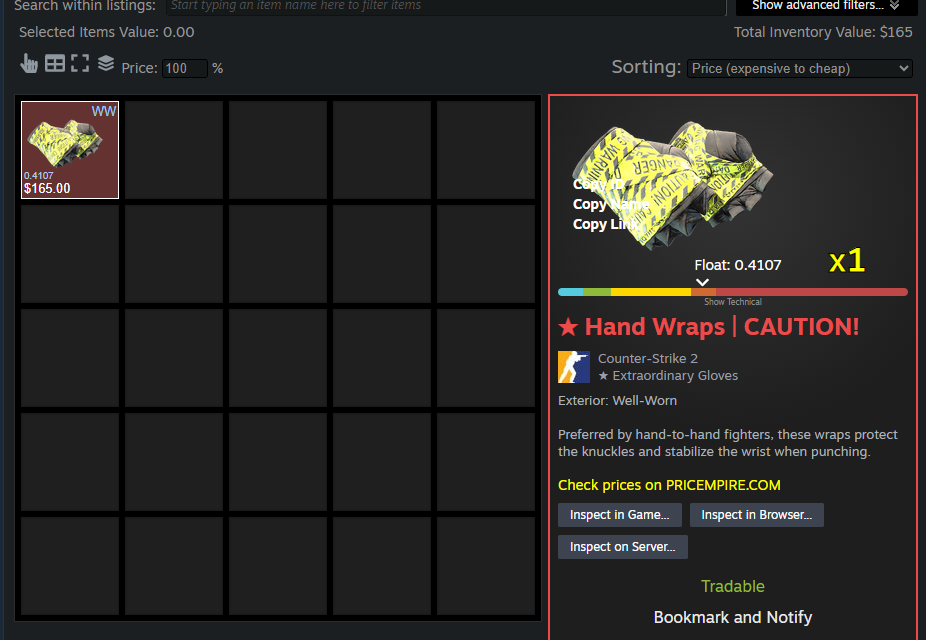 Search within listings: Start typing an item name here to filter items
Show advanced filters...
Selected Items Value: 0.00
Total Inventory Value: $165
Price: 100 %
Sorting: Price (expensive to cheap)
WW
0.4107
$165.00
WARNING
DANGER
CAUTION!
Copy ID
Copy Name
Copy Link
Float: 0.4107
x1
Show Technical
★ Hand Wraps | CAUTION!
Counter-Strike 2
★ Extraordinary Gloves
Exterior: Well-Worn
Preferred by hand-to-hand fighters, these wraps protect
the knuckles and stabilize the wrist when punching.
Check prices on PRICEMPIRE.COM
Inspect in Game...
Inspect in Browser...
Inspect on Server...
Tradable
Bookmark and Notify